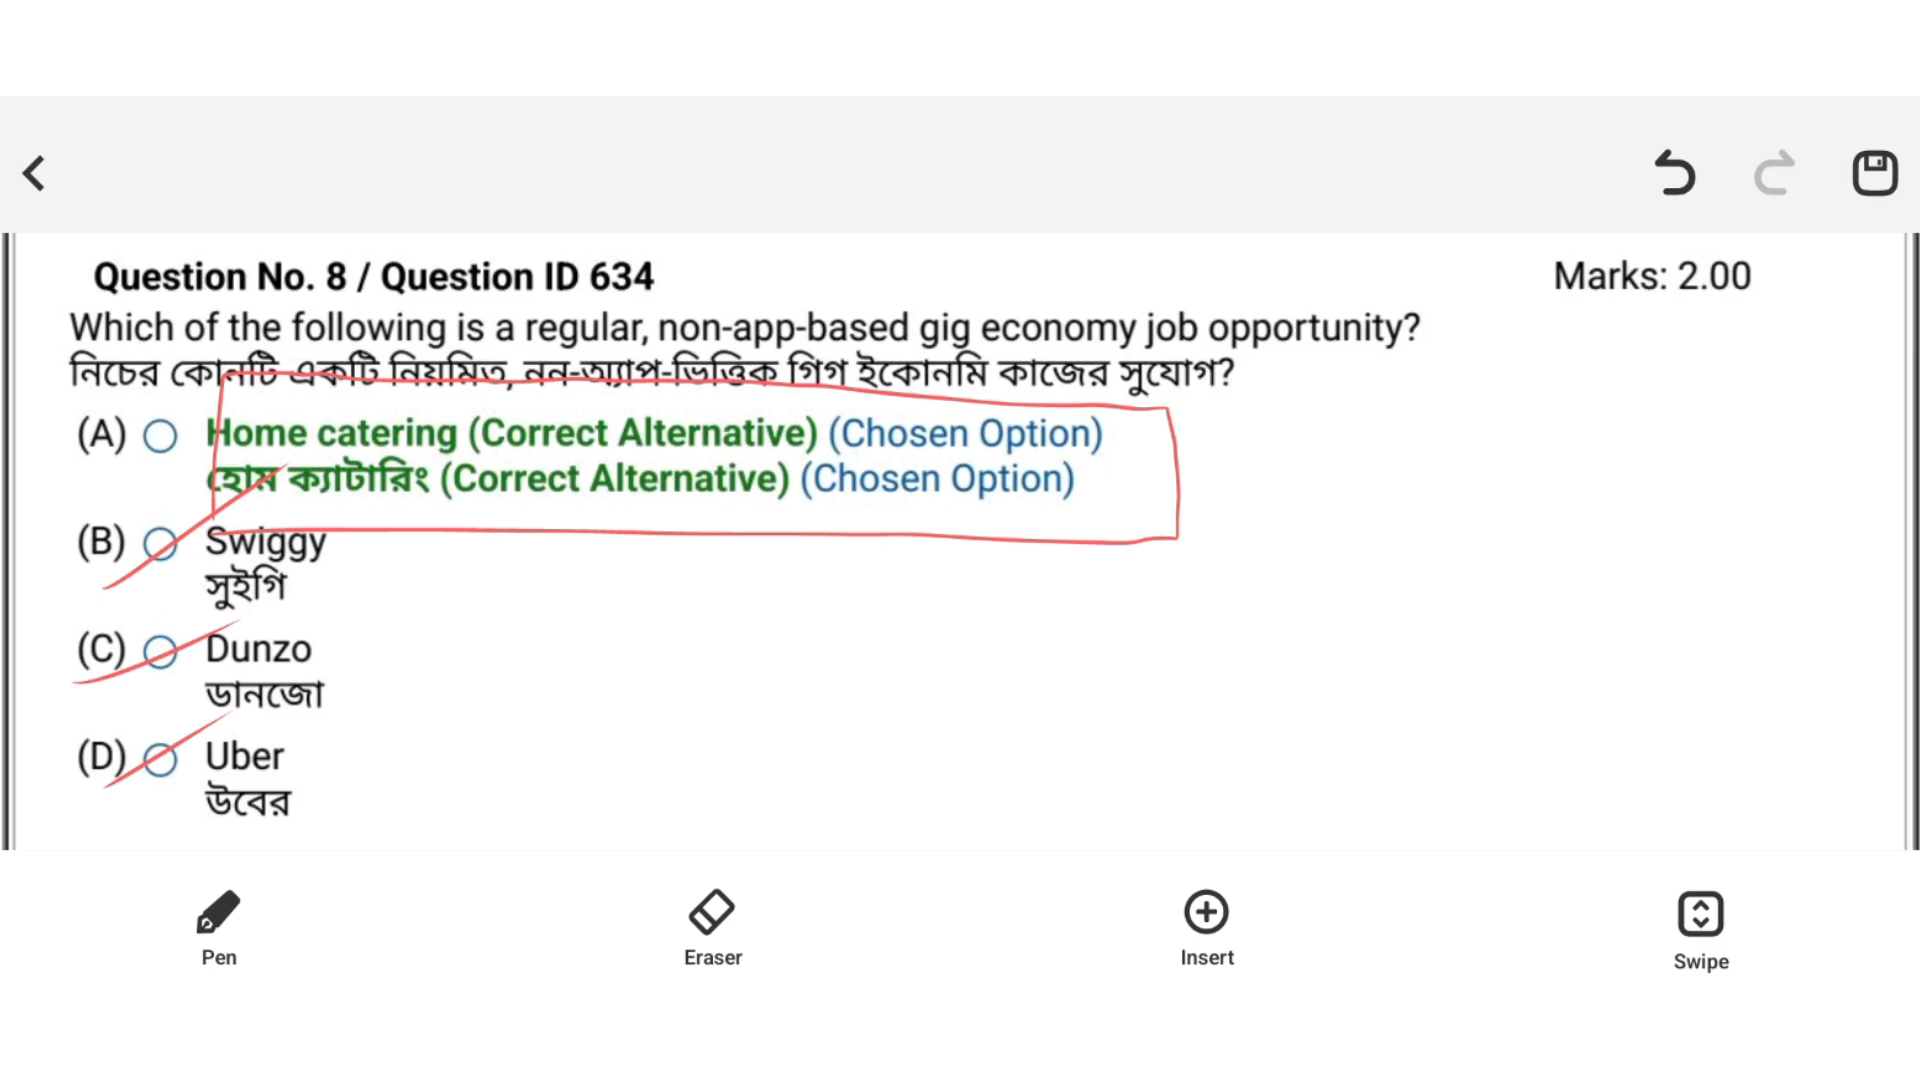 Question No. 8 / Question ID 634
Marks: 2.00
Which of the following is a regular, non-app-based gig economy job opportunity?
নিচের কোনটি একটি নিয়মিত, নন-অ্যাপ-ভিত্তিক গিগ ইকোনমি কাজের সুযোগ?
(A) Home catering (Correct Alternative) (Chosen Option)
হোম ক্যাটারিং (Correct Alternative) (Chosen Option)
(B) Swiggy
সুইগি
(C) Dunzo
ডানজো
(D) Uber
উবের
Pen
Eraser
Insert
Swipe